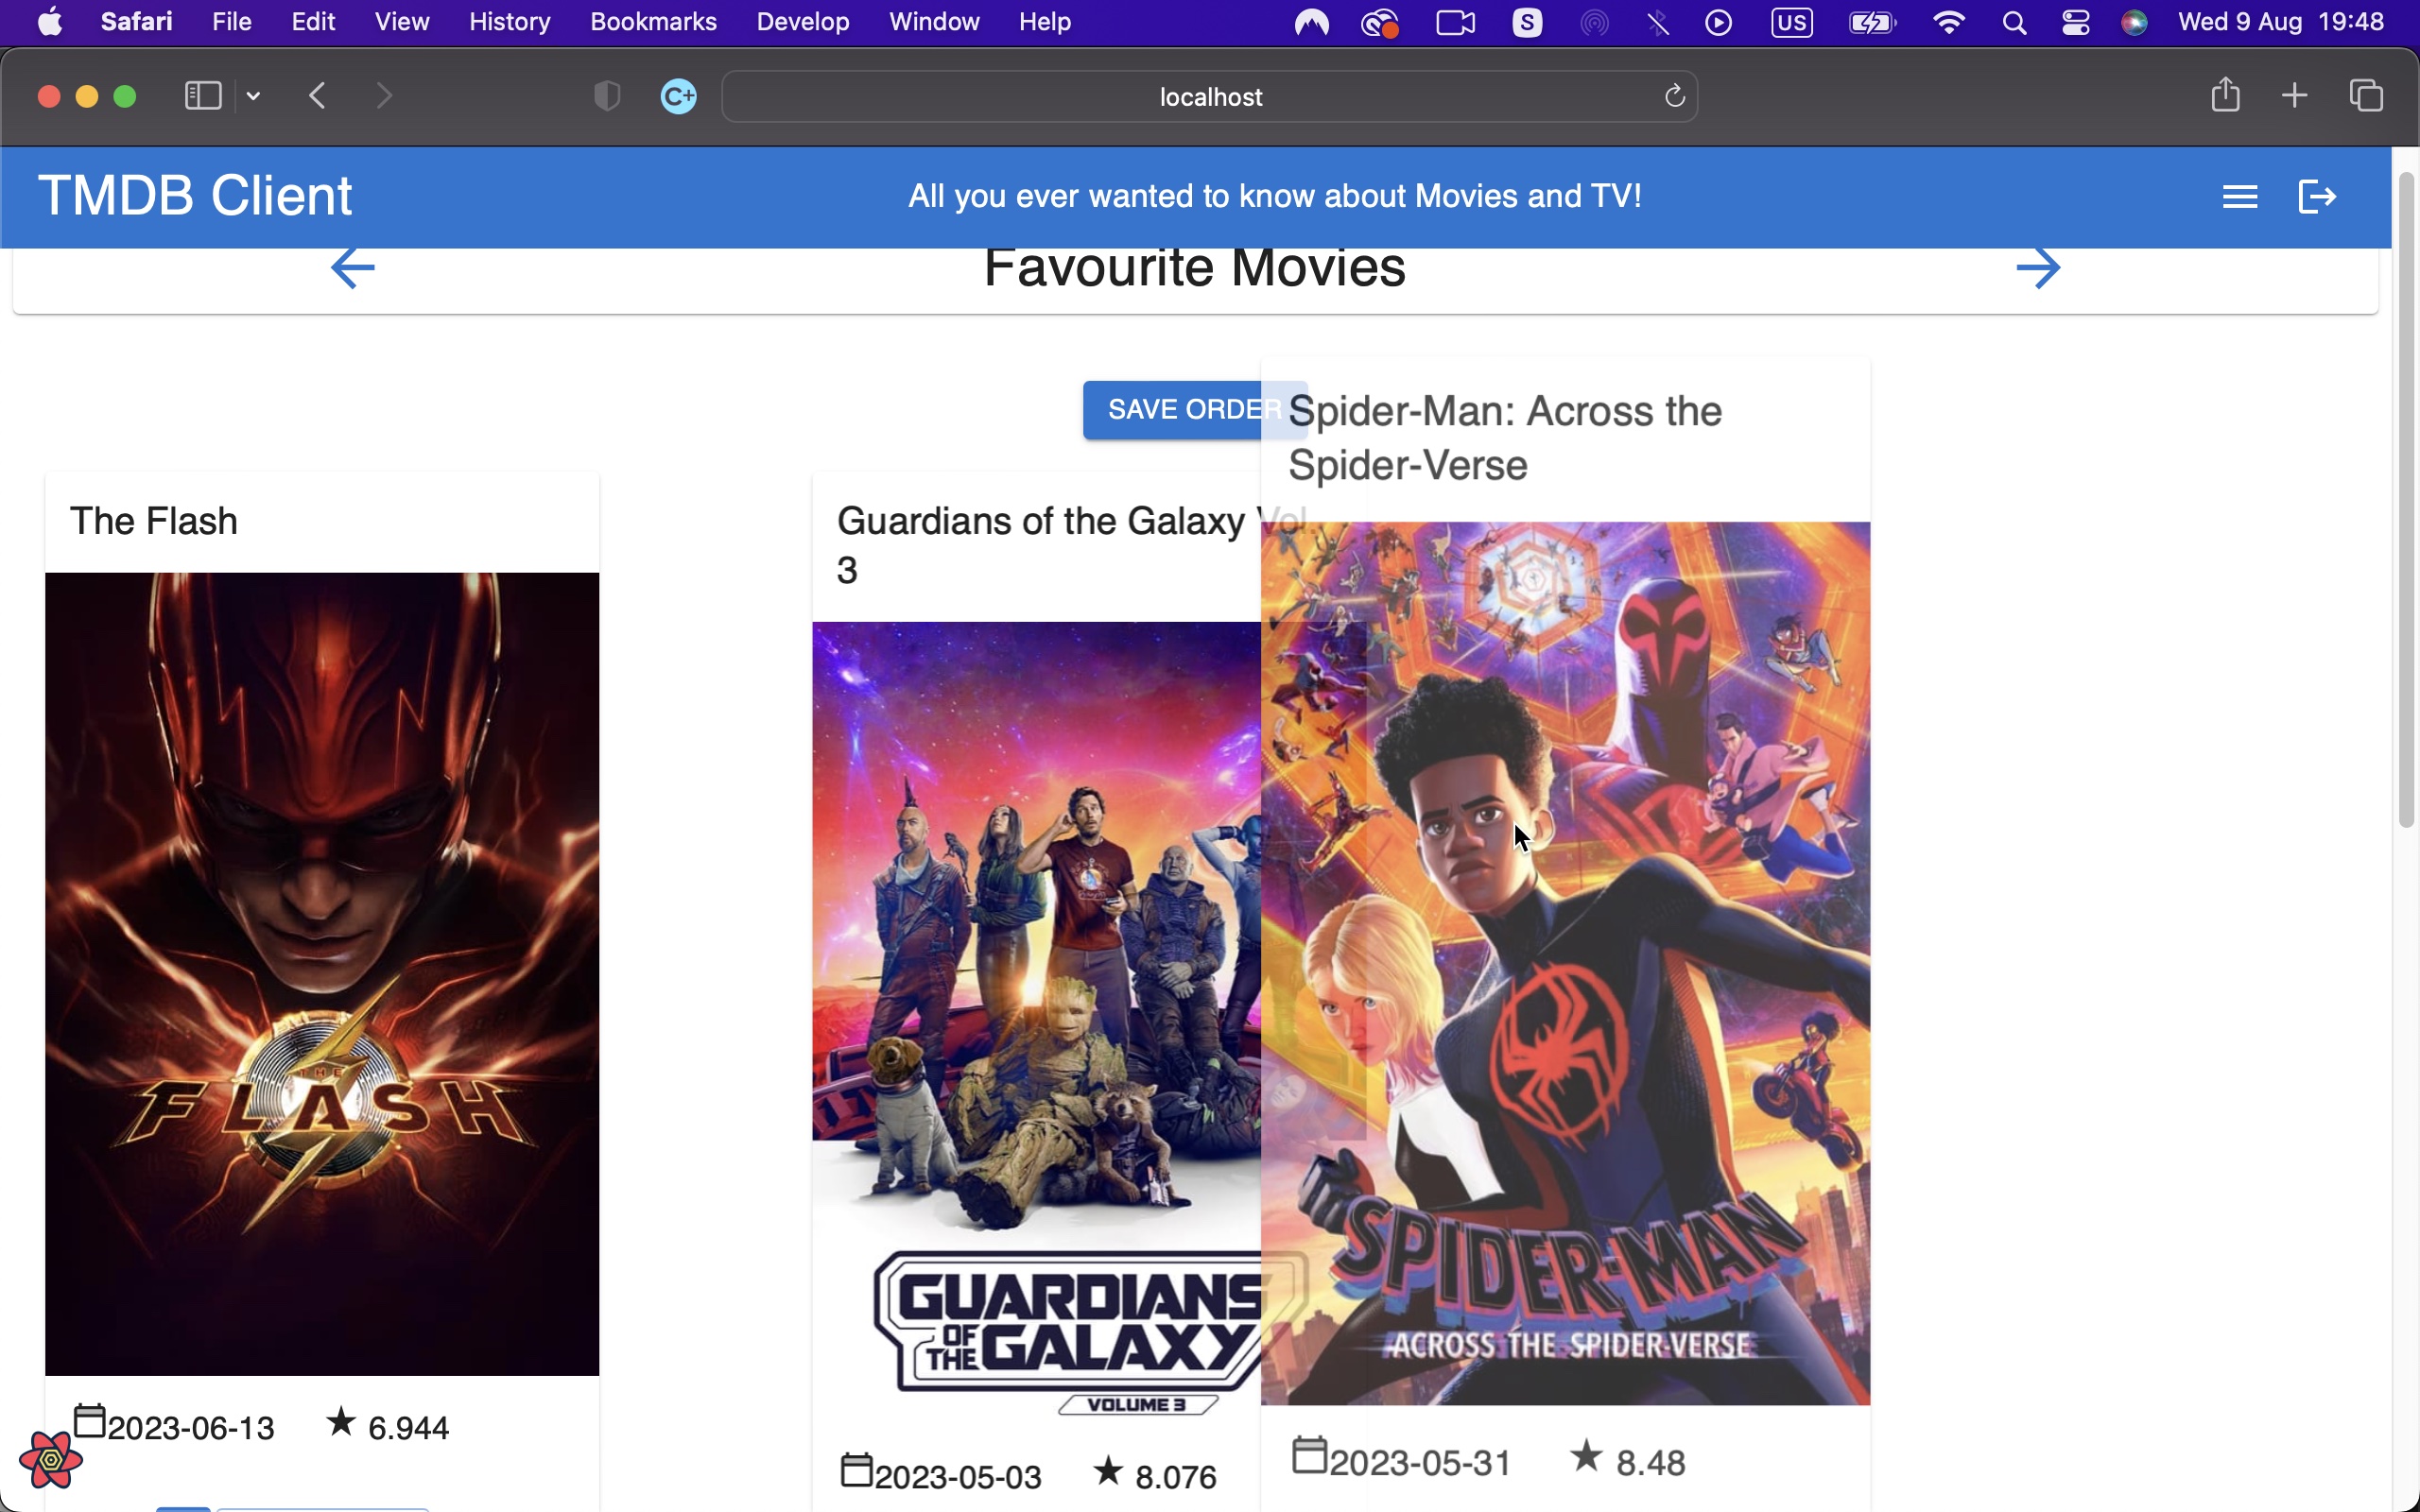 Safari File Edit View History Bookmarks Develop Window Help S US Wed 9 Aug 19:48
C+ localhost
TMDB Client All you ever wanted to know about Movies and TV!
Favourite Movies
SAVE ORDER
Spider-Man: Across the
Spider-Verse
The Flash
Guardians of the Galaxy Vol.
3
THE
FLASH
GUARDIANS
OF
THE GALAXY
VOLUME 3
SPIDER-MAN
ACROSS THE SPIDER-VERSE
2023-06-13 6.944
2023-05-03 8.076
2023-05-31 8.48